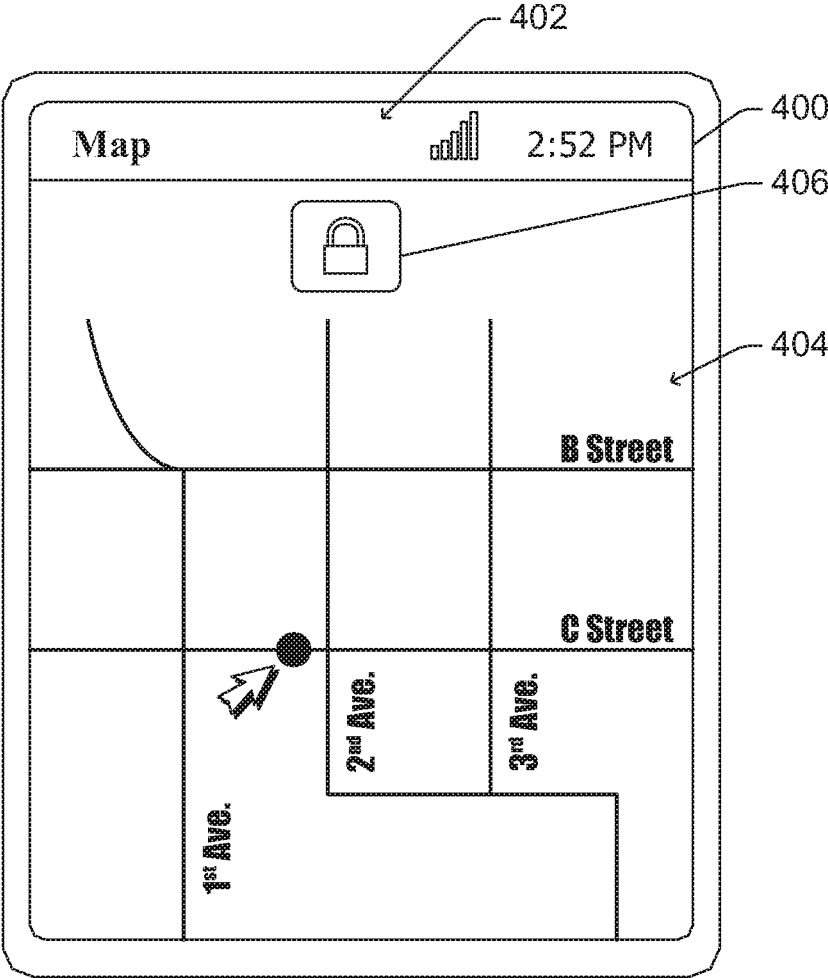 402
400
Map 2:52 PM
406
404
B Street
C Street
2nd Ave.
3rd Ave.
1st Ave.